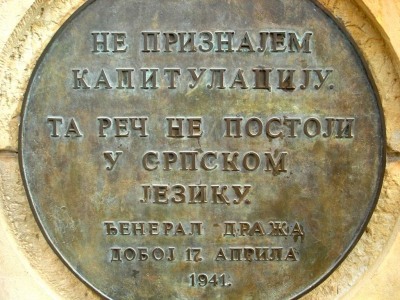 НЕ ПРИЗНАЈЕМ
КАПИТУЛАЦИЈУ.
ТА РЕЧ НЕ ПОСТОЈИ
У СРПСКОМ
ЈЕЗИКУ.
ЂЕНЕРАЛ ДРАЖА
ДОБОЈ 17. АПРИЛА
1941.